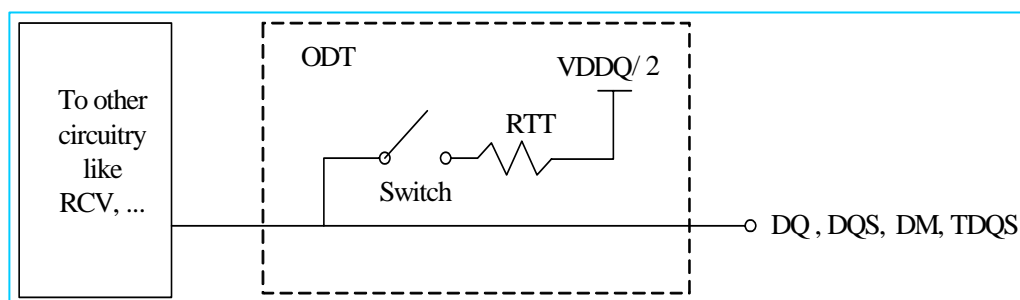 ODT
VDDQ/ 2
To other
circuitry
like
RCV, ...
RTT
Switch
DQ , DQS, DM, TDQS